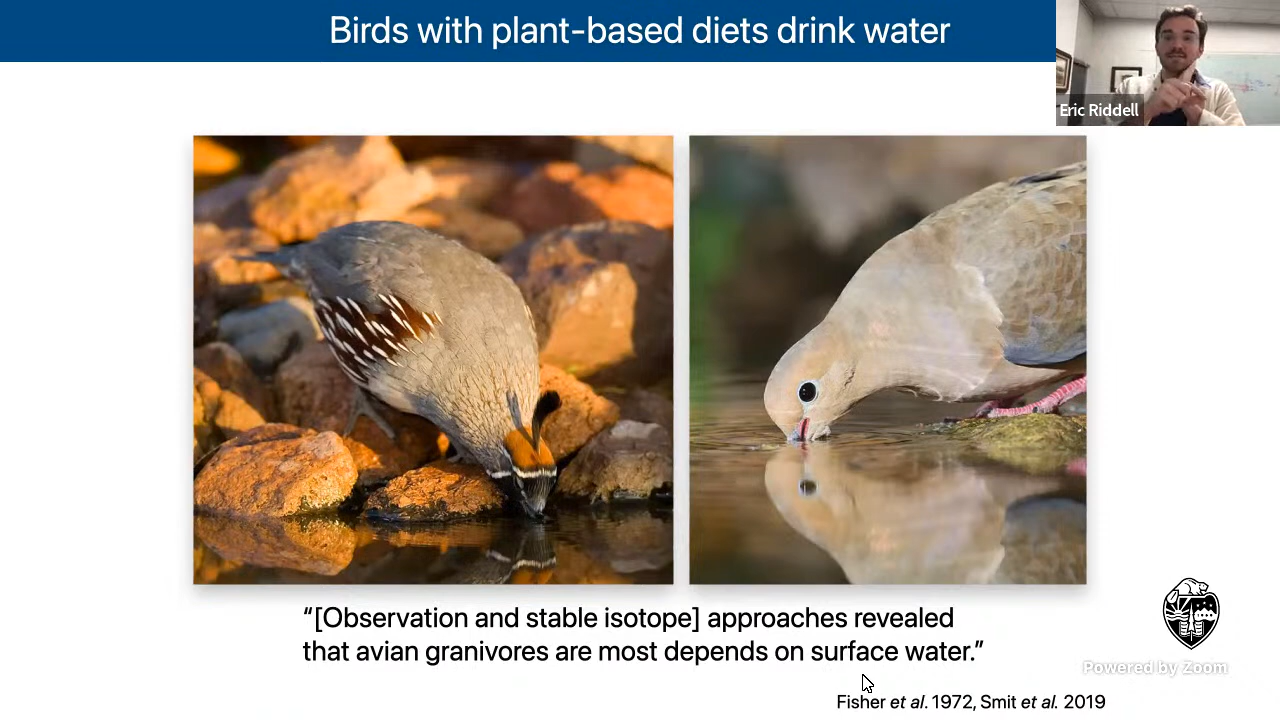 Birds with plant-based diets drink water
Eric Riddell
“[Observation and stable isotope] approaches revealed
that avian granivores are most depends on surface water.”
Powered by Zoom
Fisher et al. 1972, Smit et al. 2019